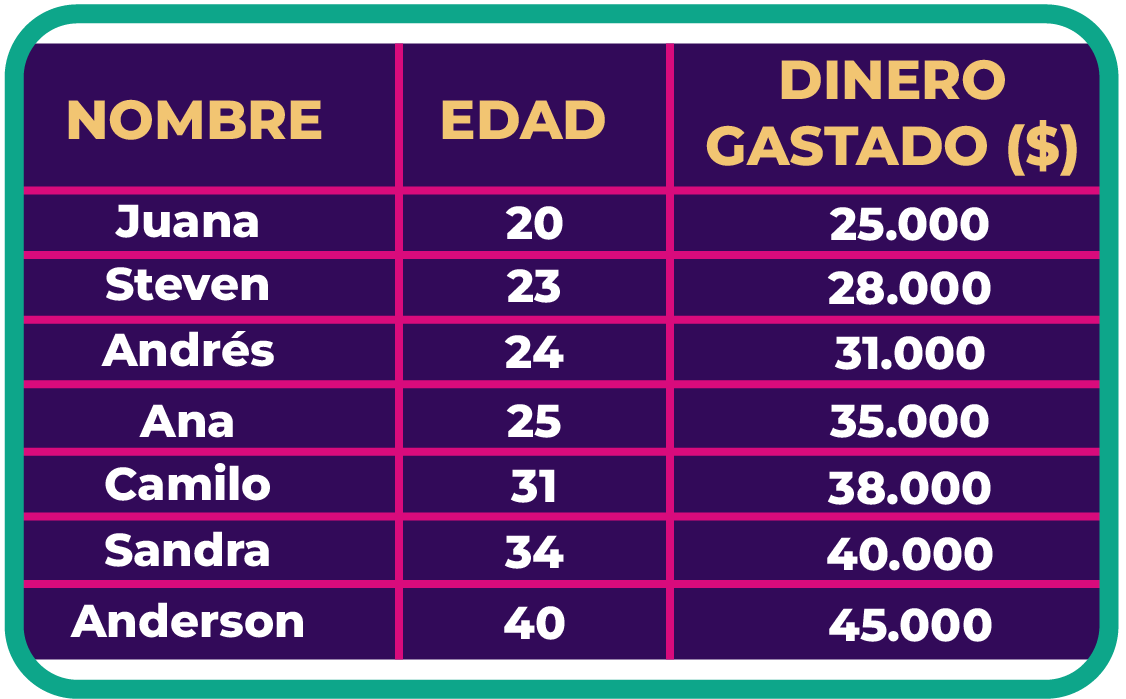 NOMBRE EDAD DINERO GASTADO ($)
Juana 20 25.000
Steven 23 28.000
Andrés 24 31.000
Ana 25 35.000
Camilo 31 38.000
Sandra 34 40.000
Anderson 40 45.000